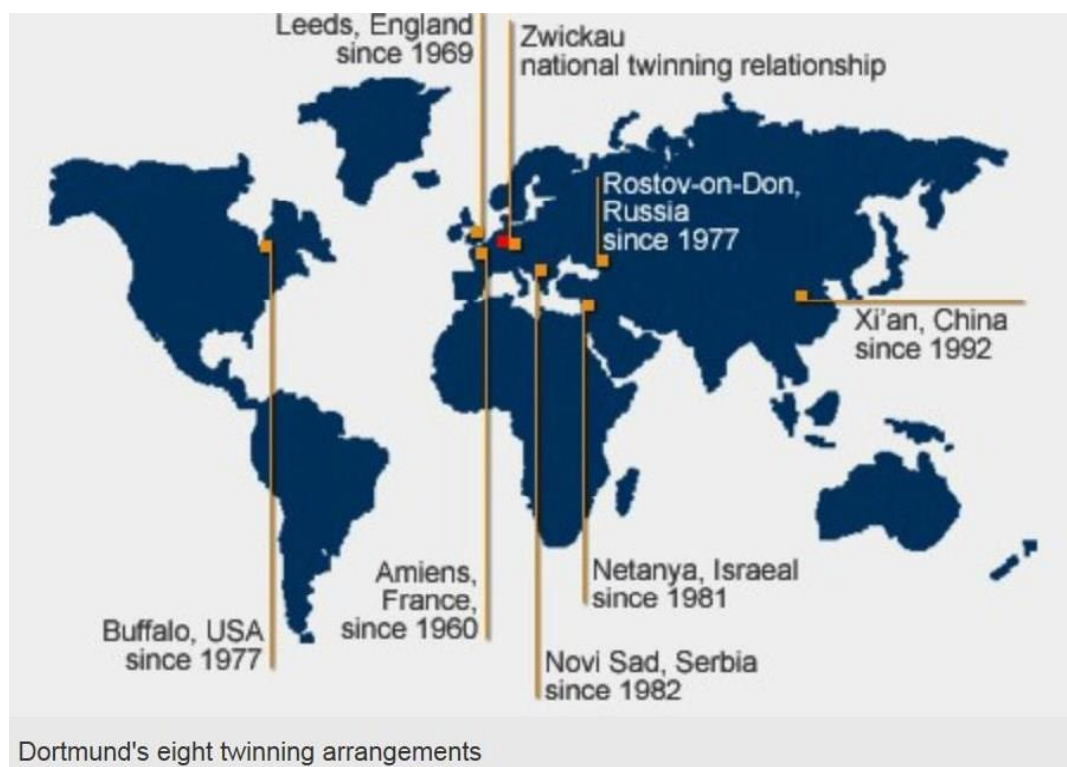 Leeds, England
since 1969
Zwickau
national twinning relationship
Rostov-on-Don,
Russia
since 1977
Xi'an, China
since 1992
Amiens,
France,
since 1960
Netanya, Israeal
since 1981
Buffalo, USA
since 1977
Novi Sad, Serbia
since 1982
Dortmund's eight twinning arrangements